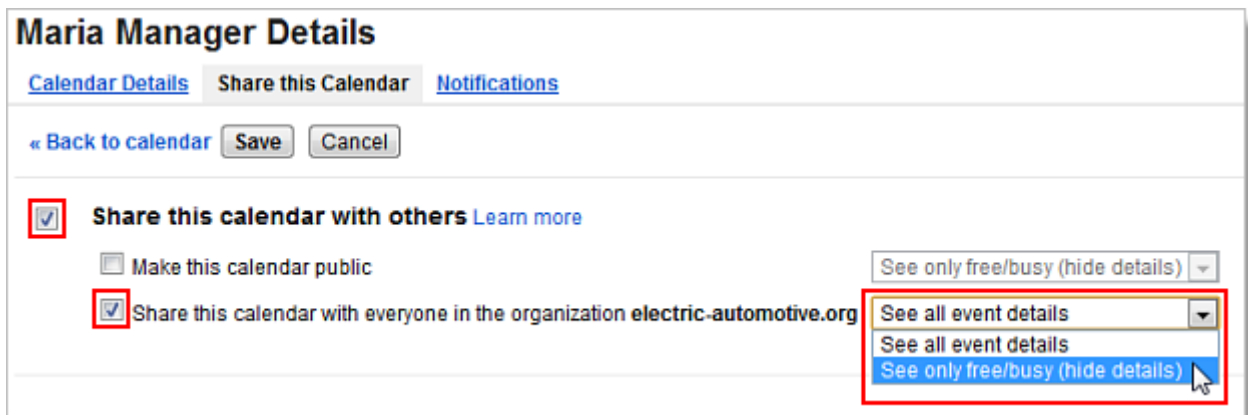 Maria Manager Details
Calendar Details Share this Calendar Notifications
« Back to calendar Save Cancel
Share this calendar with others Learn more
Make this calendar public See only free/busy (hide details)
Share this calendar with everyone in the organization electric-automotive.org See all event details
See all event details
See only free/busy (hide details)